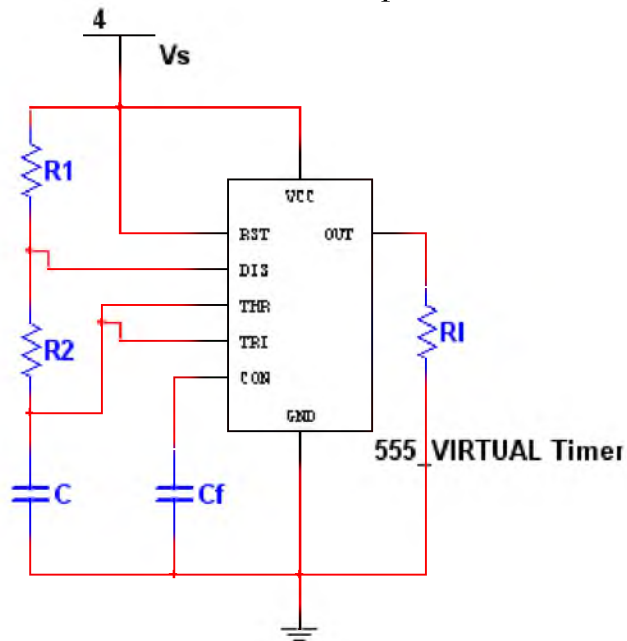 4
Vs
R1
VCC
RST OUT
DIS
THR
R2
TRI
Rl
CON
GND
555_VIRTUAL Timer
C
Cf